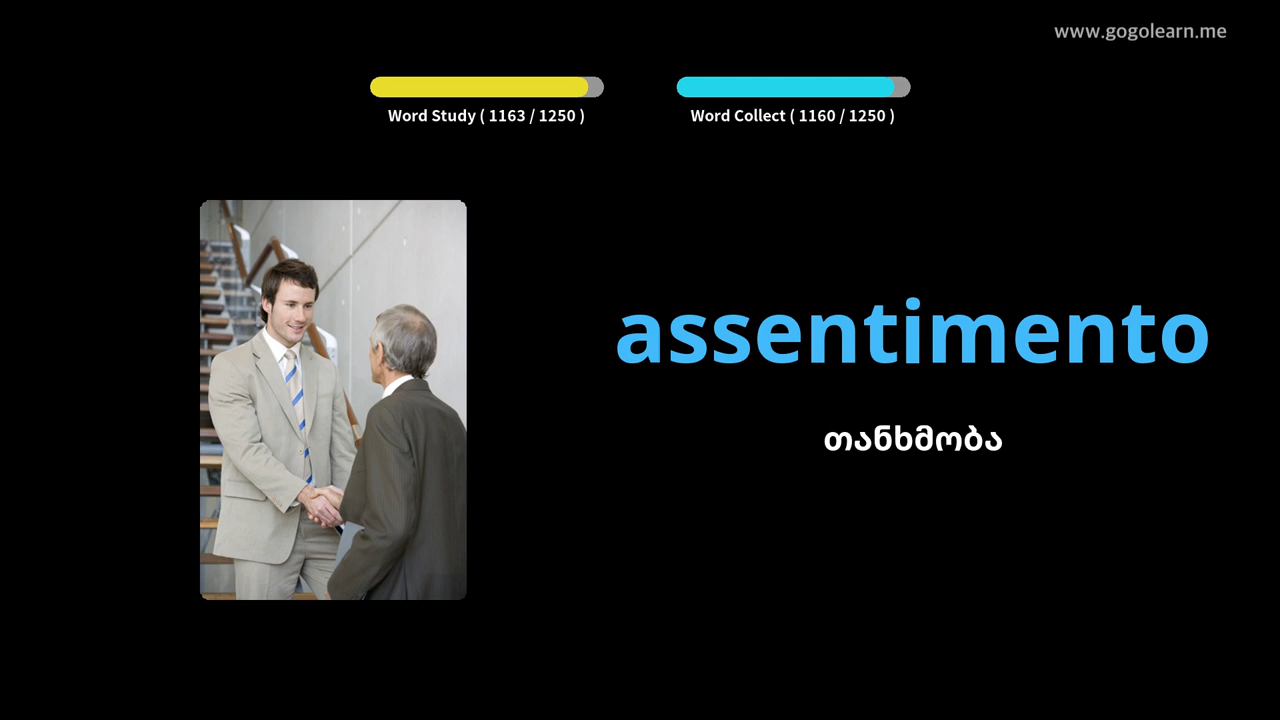 www.gogolearn.me
Word Study ( 1163 / 1250 )
Word Collect ( 1160 / 1250 )
assentimento
თანხმობა